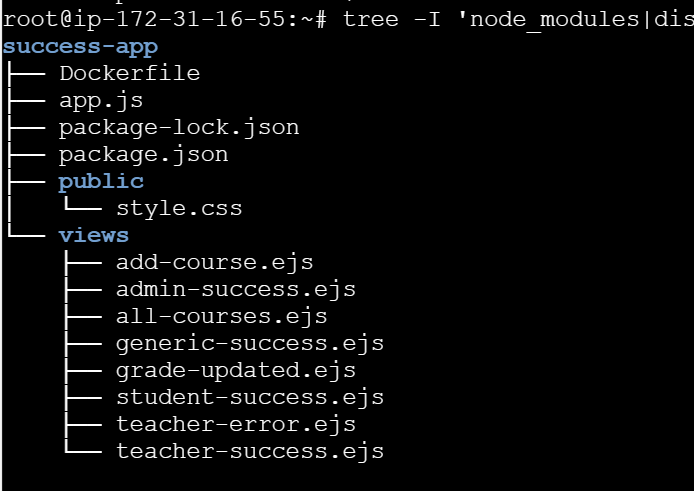 root@ip-172-31-16-55:~# tree -I 'node_modules|dis
success-app
├── Dockerfile
├── app.js
├── package-lock.json
├── package.json
├── public
│   └── style.css
└── views
    ├── add-course.ejs
    ├── admin-success.ejs
    ├── all-courses.ejs
    ├── generic-success.ejs
    ├── grade-updated.ejs
    ├── student-success.ejs
    ├── teacher-error.ejs
    └── teacher-success.ejs